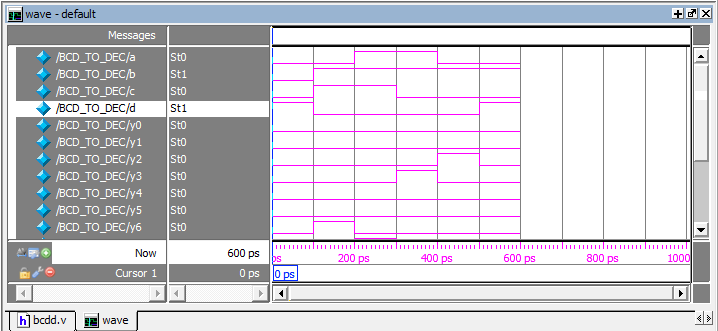 wave - default
Messages
/BCD_TO_DEC/a St0
/BCD_TO_DEC/b St1
/BCD_TO_DEC/c St0
/BCD_TO_DEC/d St1
/BCD_TO_DEC/y0 St0
/BCD_TO_DEC/y1 St0
/BCD_TO_DEC/y2 St0
/BCD_TO_DEC/y3 St0
/BCD_TO_DEC/y4 St0
/BCD_TO_DEC/y5 St0
/BCD_TO_DEC/y6 St0
Now 600 ps 200 ps 400 ps 600 ps 800 ps 1000
Cursor 1 0 ps 0 ps
h bcdd.v wave